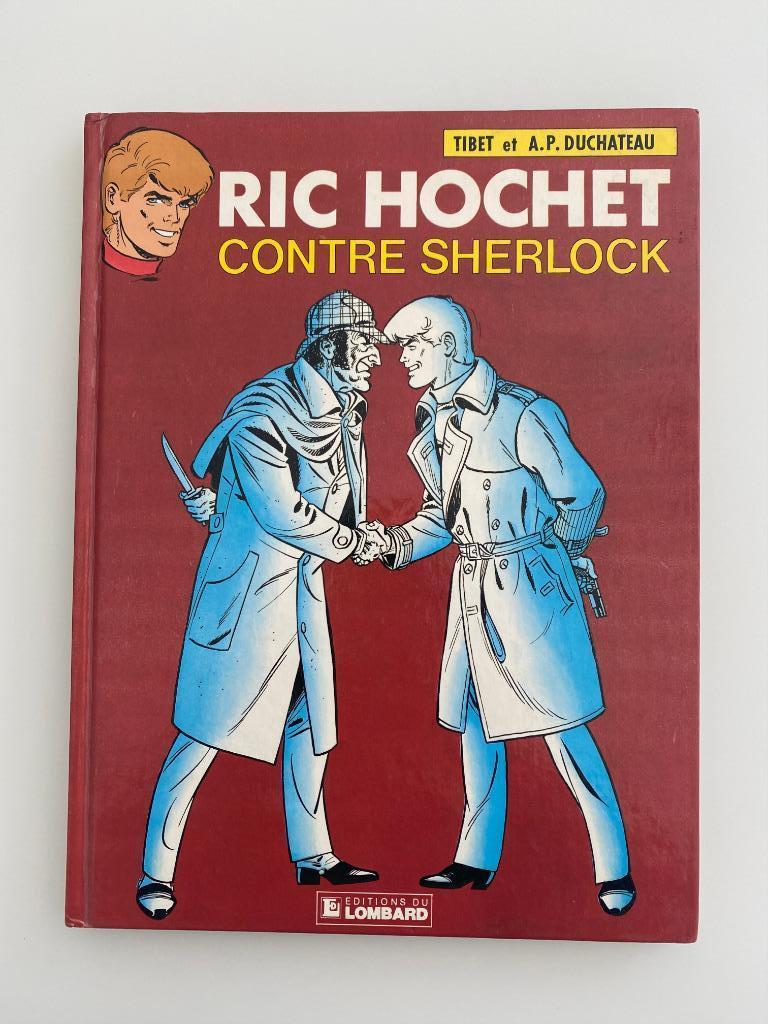 TIBET et A.P. DUCHATEAU
RIC HOCHET
CONTRE SHERLOCK
EDITIONS DU
LOMBARD